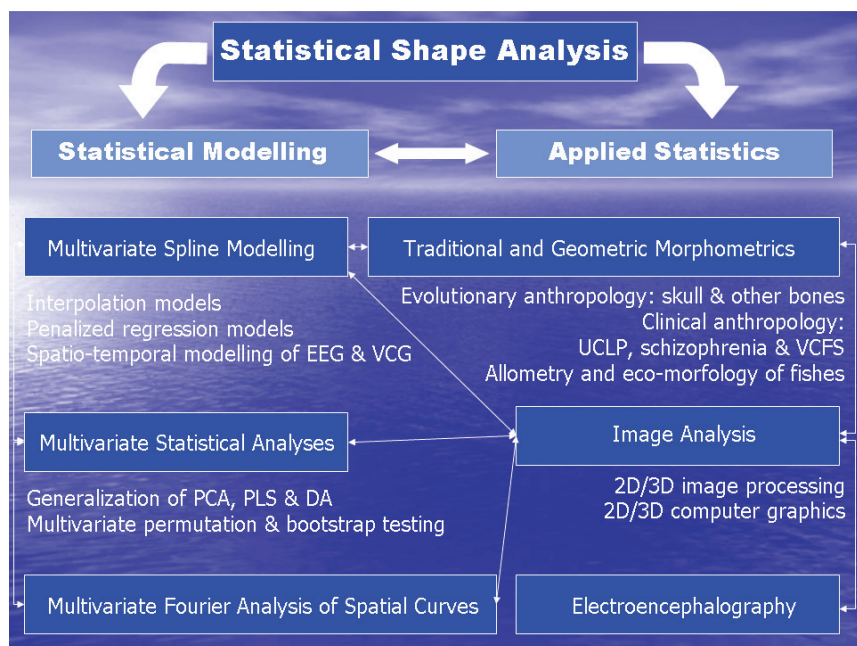 Statistical Shape Analysis
Statistical Modelling
Applied Statistics
Multivariate Spline Modelling
Interpolation models
Penalized regression models
Spatio-temporal modelling of EEG & VCG
Traditional and Geometric Morphometrics
Evolutionary anthropology: skull & other bones
Clinical anthropology:
UCLP, schizophrenia & VCFS
Allometry and eco-morfology of fishes
Multivariate Statistical Analyses
Generalization of PCA, PLS & DA
Multivariate permutation & bootstrap testing
Image Analysis
2D/3D image processing
2D/3D computer graphics
Multivariate Fourier Analysis of Spatial Curves
Electroencephalography